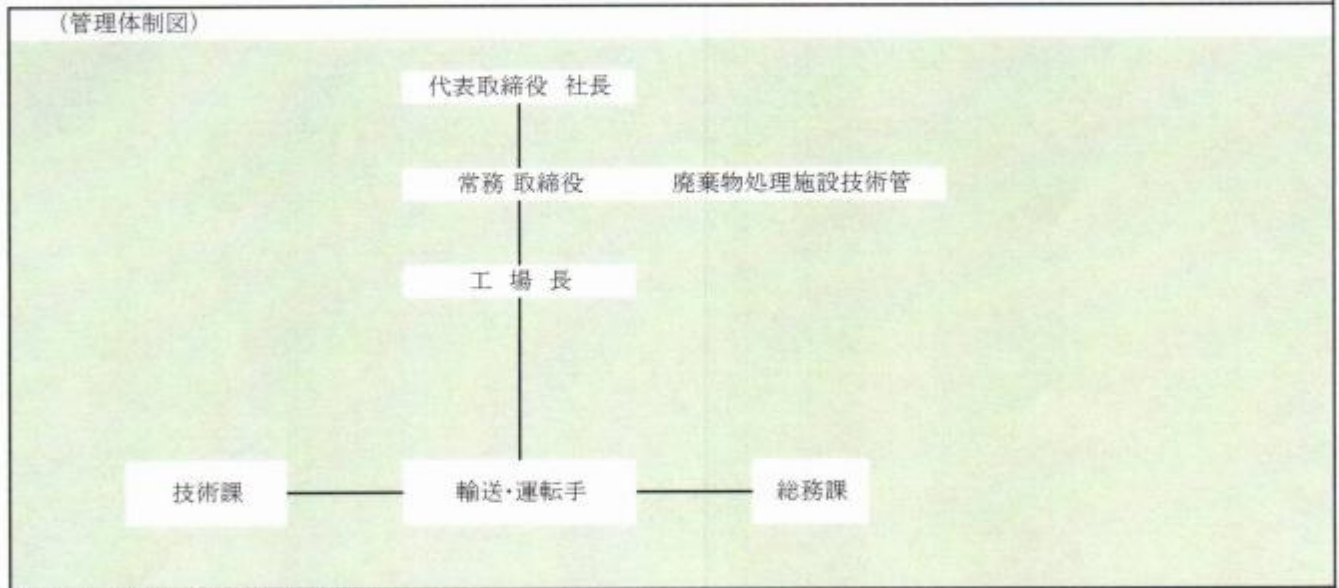 (管理体制図)
代表取締役 社長
常務 取締役 廃棄物処理施設技術管
工 場 長
技術課 輸送・運転手 総務課